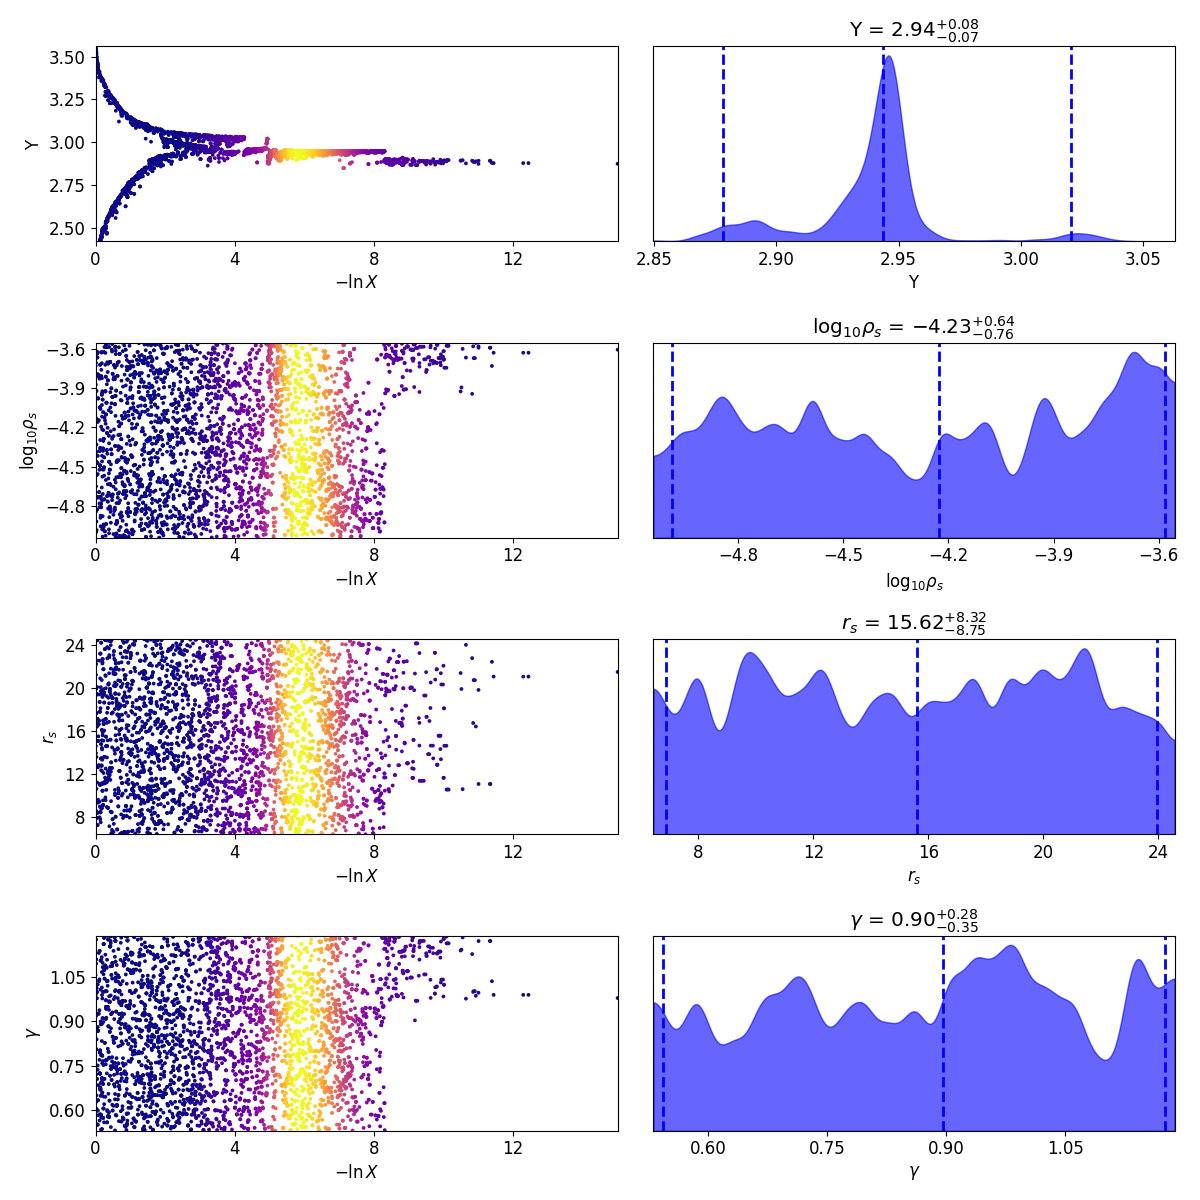 Y = 2.94+0.08−0.07
3.50
3.25
3.00
2.75
2.50
Y
0 4 8 12
−ln X
2.85 2.90 2.95 3.00 3.05
Y
log10ρs = −4.23+0.64−0.76
−3.6
−3.9
−4.2
−4.5
−4.8
log10ρs
0 4 8 12
−ln X
−4.8 −4.5 −4.2 −3.9 −3.6
log10ρs
rs = 15.62+8.32−8.75
24
20
16
12
8
rs
0 4 8 12
−ln X
8 12 16 20 24
rs
γ = 0.90+0.28−0.35
1.05
0.90
0.75
0.60
γ
0 4 8 12
−ln X
0.60 0.75 0.90 1.05
γ